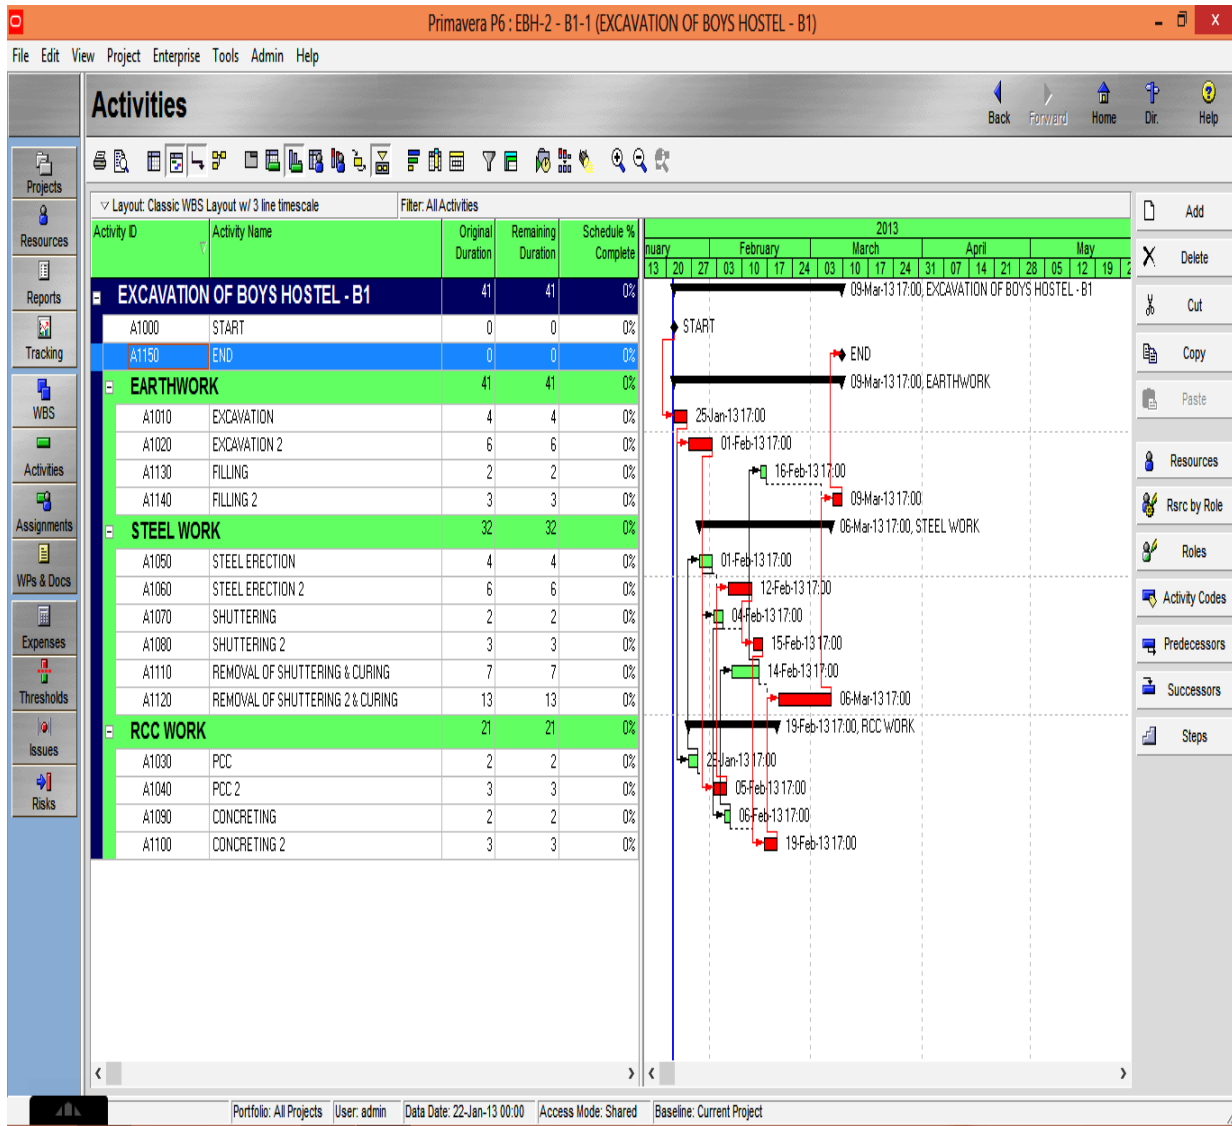 Primavera P6 : EBH-2 - B1-1 (EXCAVATION OF BOYS HOSTEL - B1)
File Edit View Project Enterprise Tools Admin Help
Activities
Back Forward Home Dir. Help
Projects
Resources
Reports
Tracking
WBS
Activities
Assignments
WPs & Docs
Expenses
Thresholds
Issues
Risks
Layout: Classic WBS Layout w/ 3 line timescale Filter: All Activities
Activity ID Activity Name Original Duration Remaining Duration Schedule % Complete
2013
nuary February March April May
13 20 27 03 10 17 24 03 10 17 24 31 07 14 21 28 05 12 19 2
EXCAVATION OF BOYS HOSTEL - B1 41 41 0% 09-Mar-13 17:00, EXCAVATION OF BOYS HOSTEL - B1
A1000 START 0 0 0% START
A1150 END 0 0 0% END
EARTHWORK 41 41 0% 09-Mar-13 17:00, EARTHWORK
A1010 EXCAVATION 4 4 0% 25-Jan-13 17:00
A1020 EXCAVATION 2 6 6 0% 01-Feb-13 17:00
A1130 FILLING 2 2 0% 16-Feb-13 17:00
A1140 FILLING 2 3 3 0% 09-Mar-13 17:00
STEEL WORK 32 32 0% 06-Mar-13 17:00, STEEL WORK
A1050 STEEL ERECTION 4 4 0% 01-Feb-13 17:00
A1060 STEEL ERECTION 2 6 6 0% 12-Feb-13 17:00
A1070 SHUTTERING 2 2 0% 04-Feb-13 17:00
A1080 SHUTTERING 2 3 3 0% 15-Feb-13 17:00
A1110 REMOVAL OF SHUTTERING & CURING 7 7 0% 14-Feb-13 17:00
A1120 REMOVAL OF SHUTTERING 2 & CURING 13 13 0% 06-Mar-13 17:00
RCC WORK 21 21 0% 19-Feb-13 17:00, RCC WORK
A1030 PCC 2 2 0% -Jan-13 17:00
A1040 PCC 2 3 3 0% 05-Feb-13 17:00
A1090 CONCRETING 2 2 0% 06-Feb-13 17:00
A1100 CONCRETING 2 3 3 0% 19-Feb-13 17:00
Add
Delete
Cut
Copy
Paste
Resources
Rsrc by Role
Roles
Activity Codes
Predecessors
Successors
Steps
Portfolio: All Projects User: admin Data Date: 22-Jan-13 00:00 Access Mode: Shared Baseline: Current Project